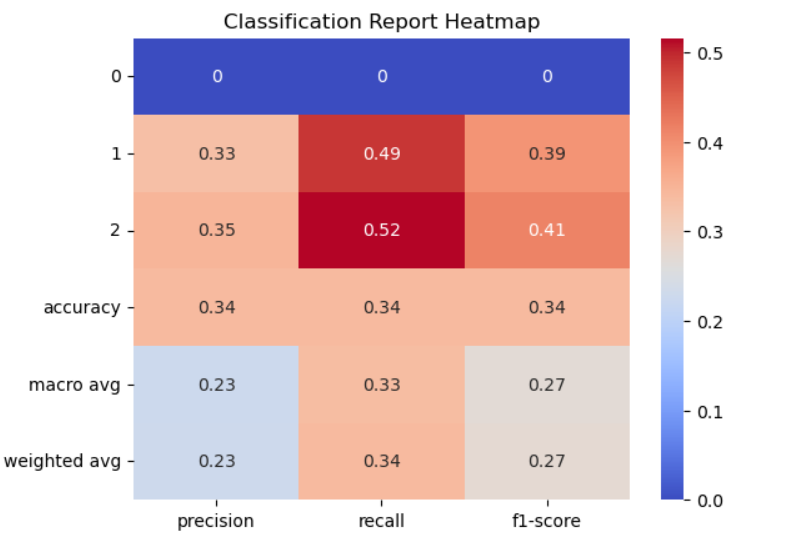 Classification Report Heatmap
0 0 0 0
1 0.33 0.49 0.39
2 0.35 0.52 0.41
accuracy 0.34 0.34 0.34
macro avg 0.23 0.33 0.27
weighted avg 0.23 0.34 0.27
precision recall f1-score
0.5
0.4
0.3
0.2
0.1
0.0